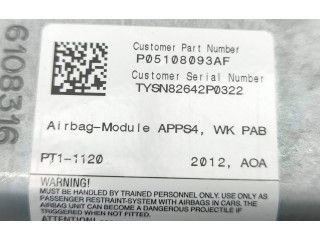 6108316
Customer Part Number
P05108093AF
Customer Serial Number
TYSN82642P0322
Airbag-Module APPS4, WK PAB
PT1-1120
2012, AOA
WARNING!
MUST BE HANDLED BY TRAINED PERSONNEL. ONLY USE AS
PASSENGER RESTRAINT-SYSTEM WITH AIRBAGS IN CARS. THE
AIRBAG UNIT CAN BECOME A DANGEROUS PROJECTILE IF
TRIGGERED WHEN NOT MOUNTED.